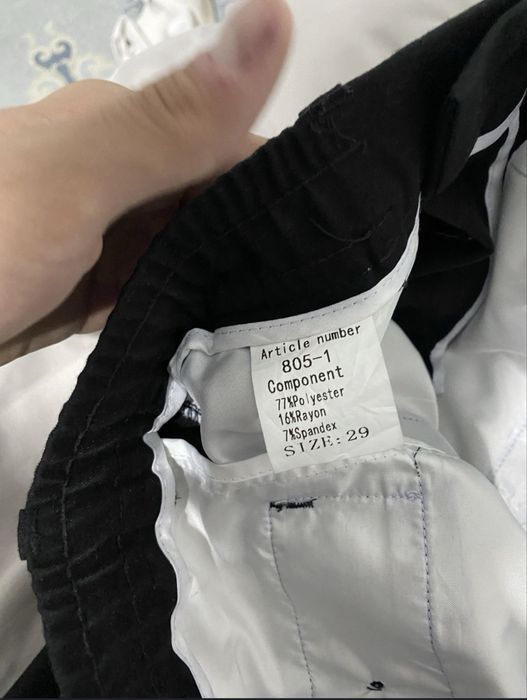 Article number
805-1
Component
77%Polyester
16%Rayon
7%Spandex
SIZE: 29